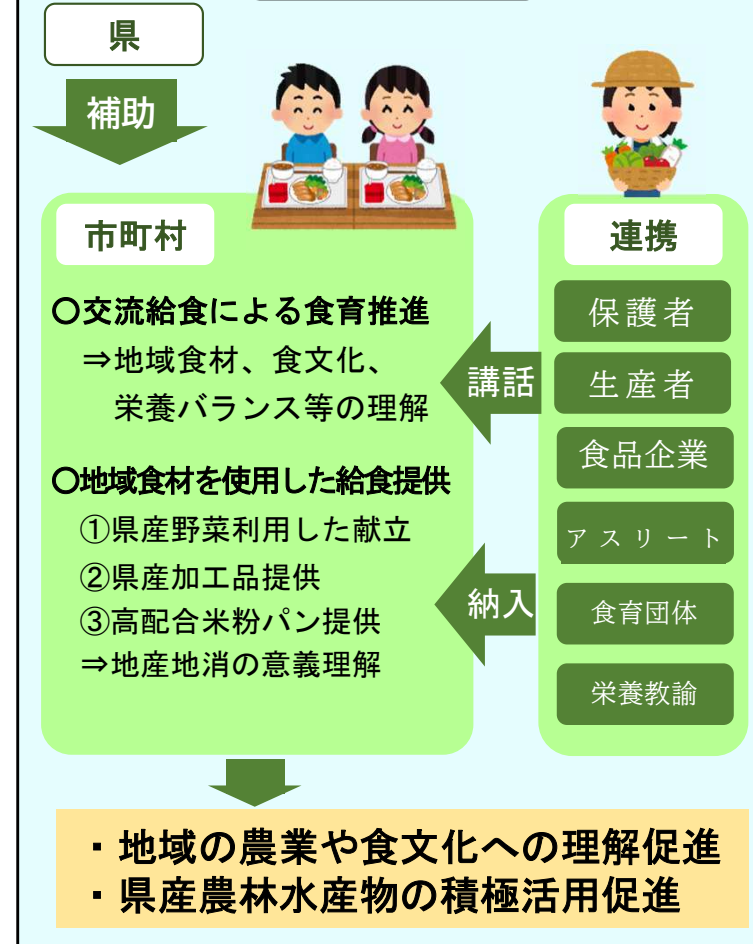 県
補助
市町村
〇交流給食による食育推進
⇒地域食材、食文化、
栄養バランス等の理解
〇地域食材を使用した給食提供
①県産野菜利用した献立
②県産加工品提供
③高配合米粉パン提供
⇒地産地消の意義理解
講話
納入
連携
保護者
生産者
食品企業
アスリート
食育団体
栄養教諭
・地域の農業や食文化への理解促進
・県産農林水産物の積極活用促進